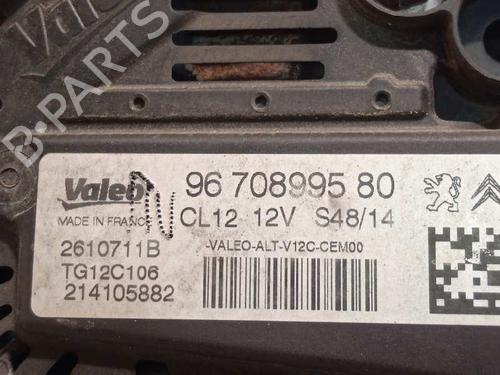 Valeo
B-PARTS
Valeo
96 708995 80
MADE IN FRANCE
CL12 12V S48/14
2610711B
-VALEO-ALT-V12C-CEM00
TG12C106
214105882